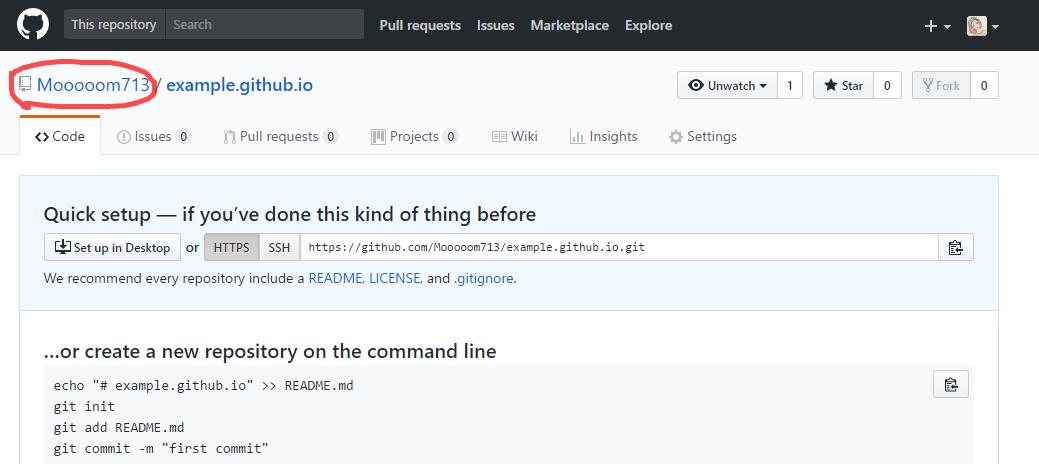 This repository Search Pull requests Issues Marketplace Explore
Mooooom713 / example.github.io Unwatch 1 Star 0 Fork 0
Code Issues 0 Pull requests 0 Projects 0 Wiki Insights Settings
Quick setup — if you’ve done this kind of thing before
Set up in Desktop or HTTPS SSH https://github.com/Mooooom713/example.github.io.git
We recommend every repository include a README, LICENSE, and .gitignore.
…or create a new repository on the command line
echo "# example.github.io" >> README.md
git init
git add README.md
git commit -m "first commit"